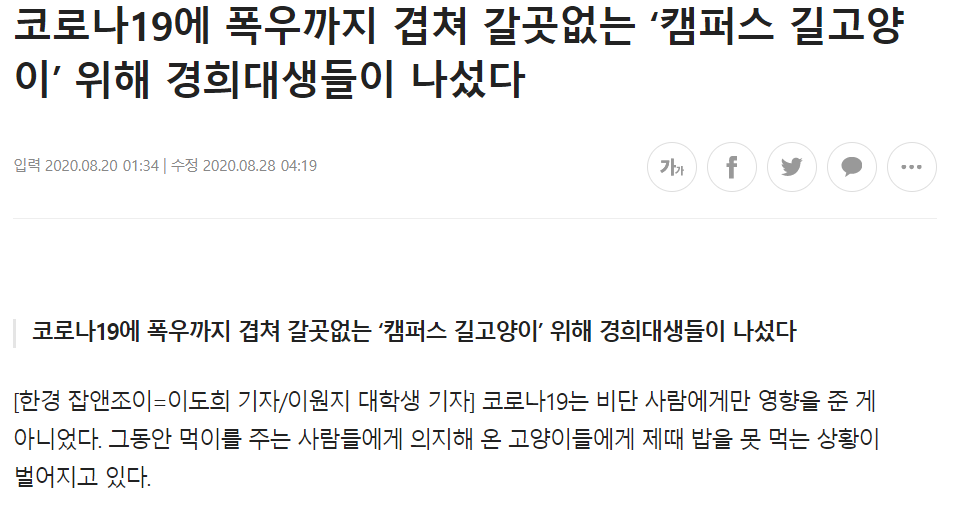 코로나19에 폭우까지 겹쳐 갈곳없는 ‘캠퍼스 길고양
이’ 위해 경희대생들이 나섰다
입력 2020.08.20 01:34 | 수정 2020.08.28 04:19
가가
코로나19에 폭우까지 겹쳐 갈곳없는 ‘캠퍼스 길고양이’ 위해 경희대생들이 나섰다
[한경 잡앤조이=이도희 기자/이원지 대학생 기자] 코로나19는 비단 사람에게만 영향을 준 게
아니었다. 그동안 먹이를 주는 사람들에게 의지해 온 고양이들에게 제때 밥을 못 먹는 상황이
벌어지고 있다.